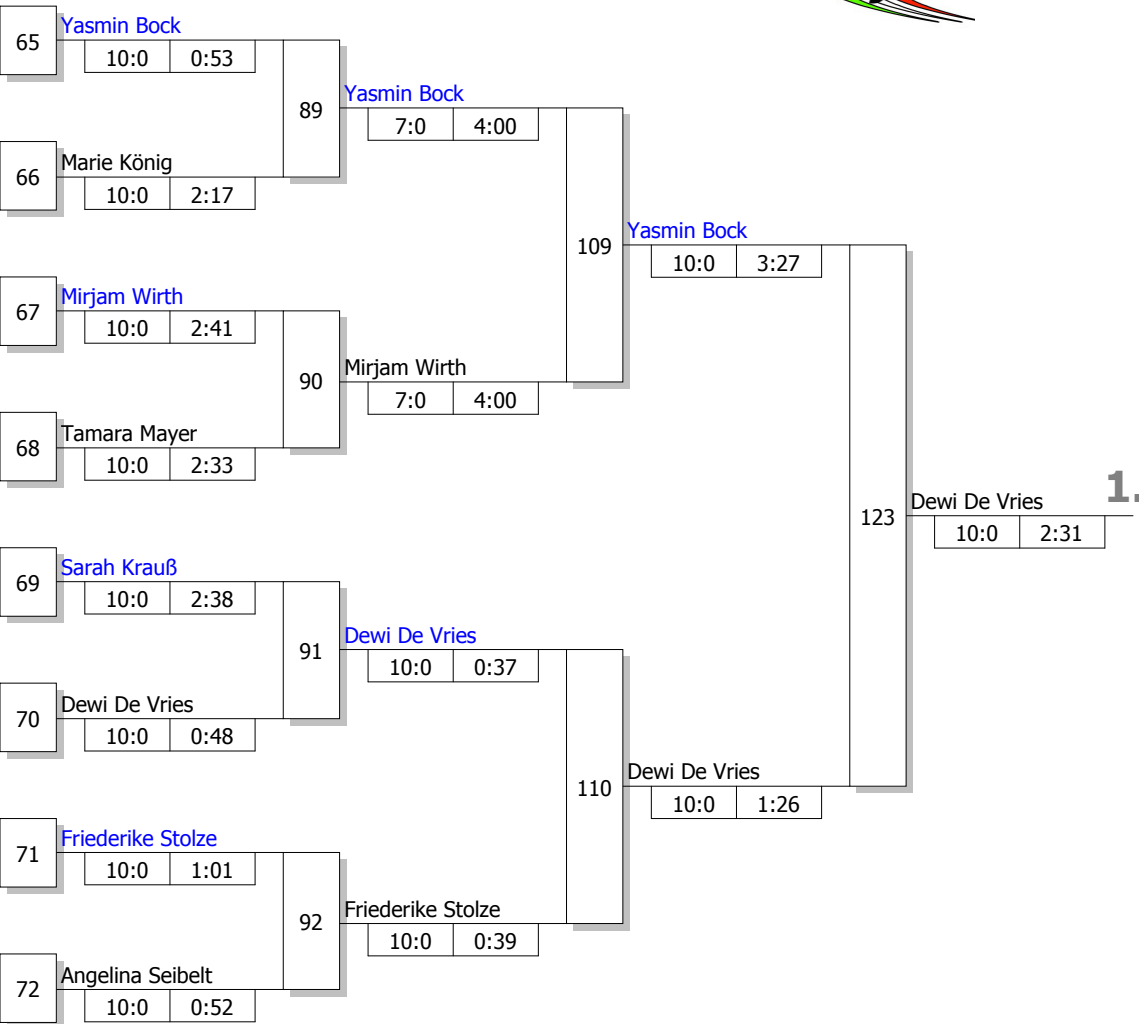 65
Yasmin Bock
10:0 0:53
89
Yasmin Bock
7:0 4:00
66
Marie König
10:0 2:17
109
Yasmin Bock
10:0 3:27
67
Mirjam Wirth
10:0 2:41
90
Mirjam Wirth
7:0 4:00
68
Tamara Mayer
10:0 2:33
123
Dewi De Vries
1.
10:0 2:31
69
Sarah Krauß
10:0 2:38
91
Dewi De Vries
10:0 0:37
70
Dewi De Vries
10:0 0:48
110
Dewi De Vries
10:0 1:26
71
Friederike Stolze
10:0 1:01
92
Friederike Stolze
10:0 0:39
72
Angelina Seibelt
10:0 0:52